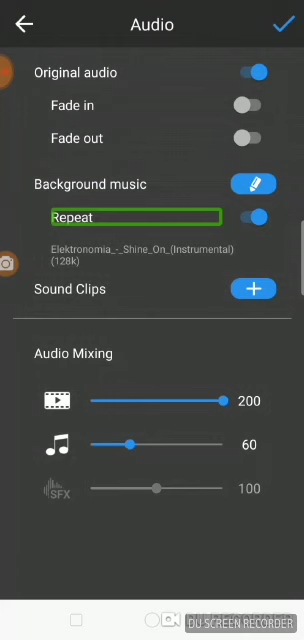 Audio
Original audio
Fade in
Fade out
Background music
Repeat
Elektronomia_-_Shine_On_(Instrumental)
(128k)
Sound Clips
Audio Mixing
200
60
SFX
100
DU SCREEN RECORDER